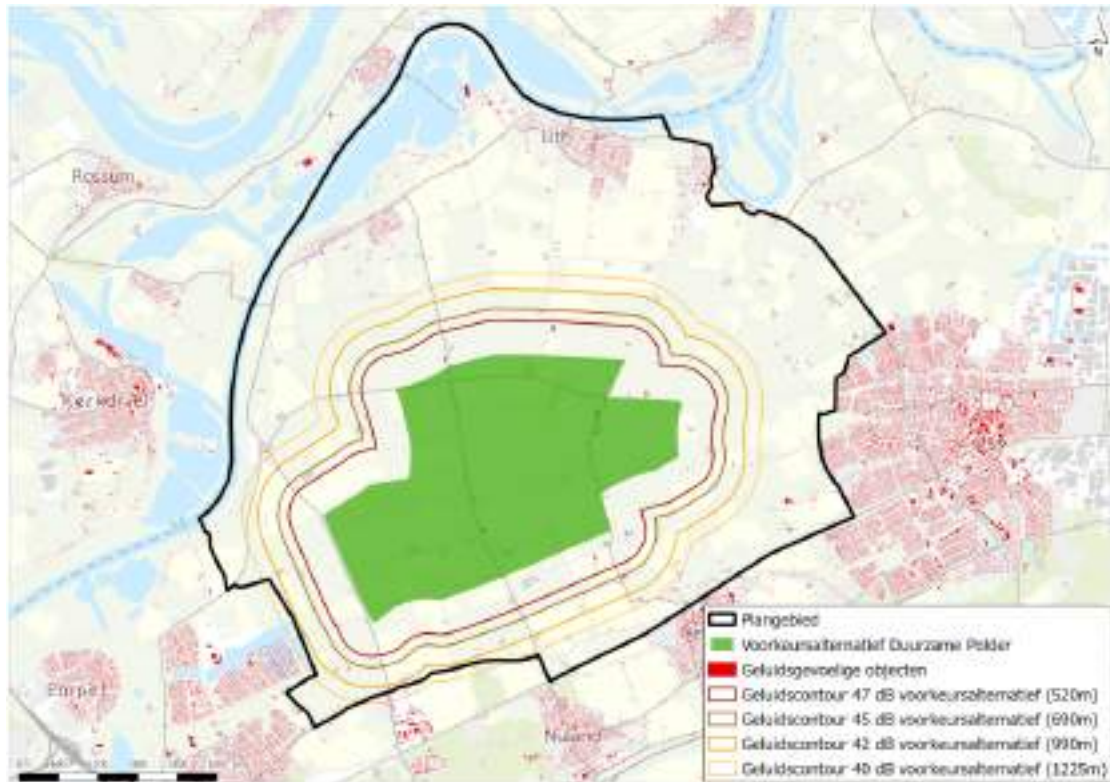 N
Lith
Rossum
Kerkdriel
Oss
Empel
Nuland
Plangebied
Voorkeursalternatief Duurzame Polder
Geluidsgevoelige objecten
Geluidscontour 47 dB voorkeursalternatief (520m)
Geluidscontour 45 dB voorkeursalternatief (690m)
Geluidscontour 42 dB voorkeursalternatief (990m)
Geluidscontour 40 dB voorkeursalternatief (1225m)